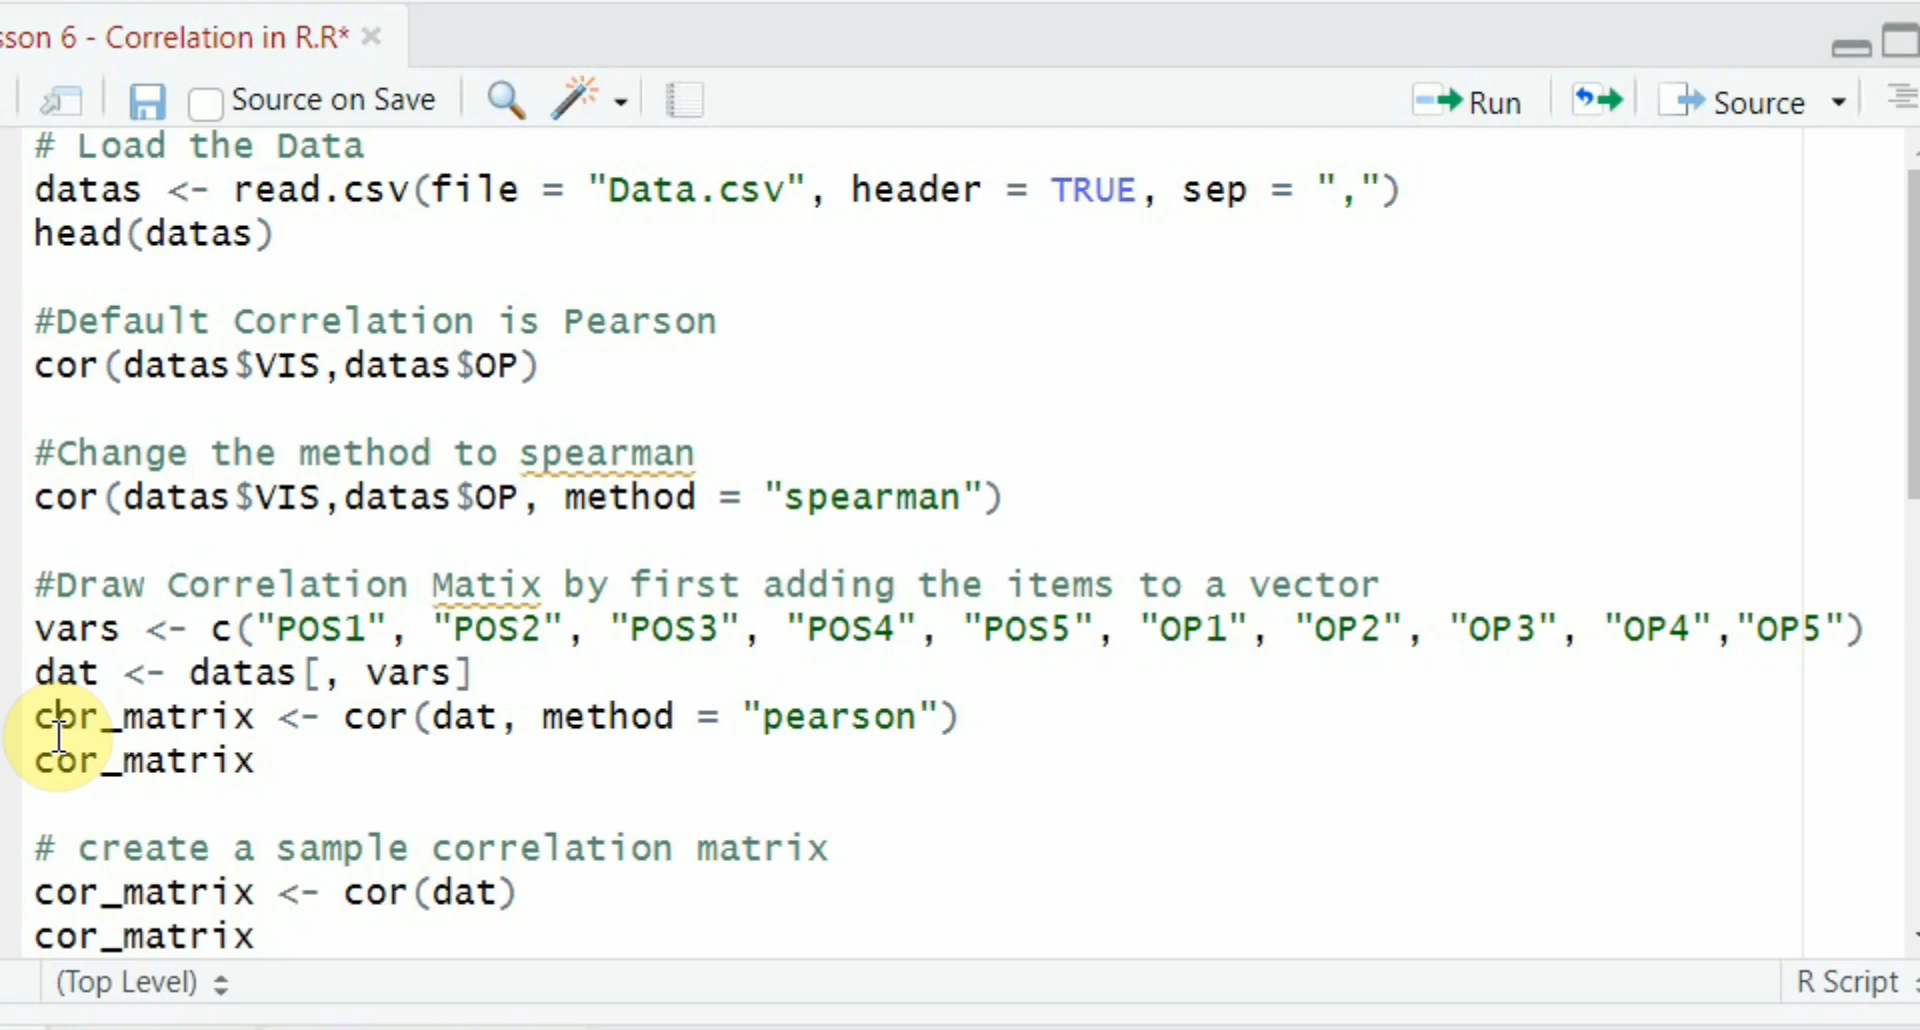 sson 6 - Correlation in R.R*
Source on Save Run Source
# Load the Data
datas <- read.csv(file = "Data.csv", header = TRUE, sep = ",")
head(datas)
#Default Correlation is Pearson
cor(datas$VIS,datas$OP)
#Change the method to spearman
cor(datas$VIS,datas$OP, method = "spearman")
#Draw Correlation Matix by first adding the items to a vector
vars <- c("POS1", "POS2", "POS3", "POS4", "POS5", "OP1", "OP2", "OP3", "OP4","OP5")
dat <- datas[, vars]
cor_matrix <- cor(dat, method = "pearson")
cor_matrix
# create a sample correlation matrix
cor_matrix <- cor(dat)
cor_matrix
(Top Level) R Script